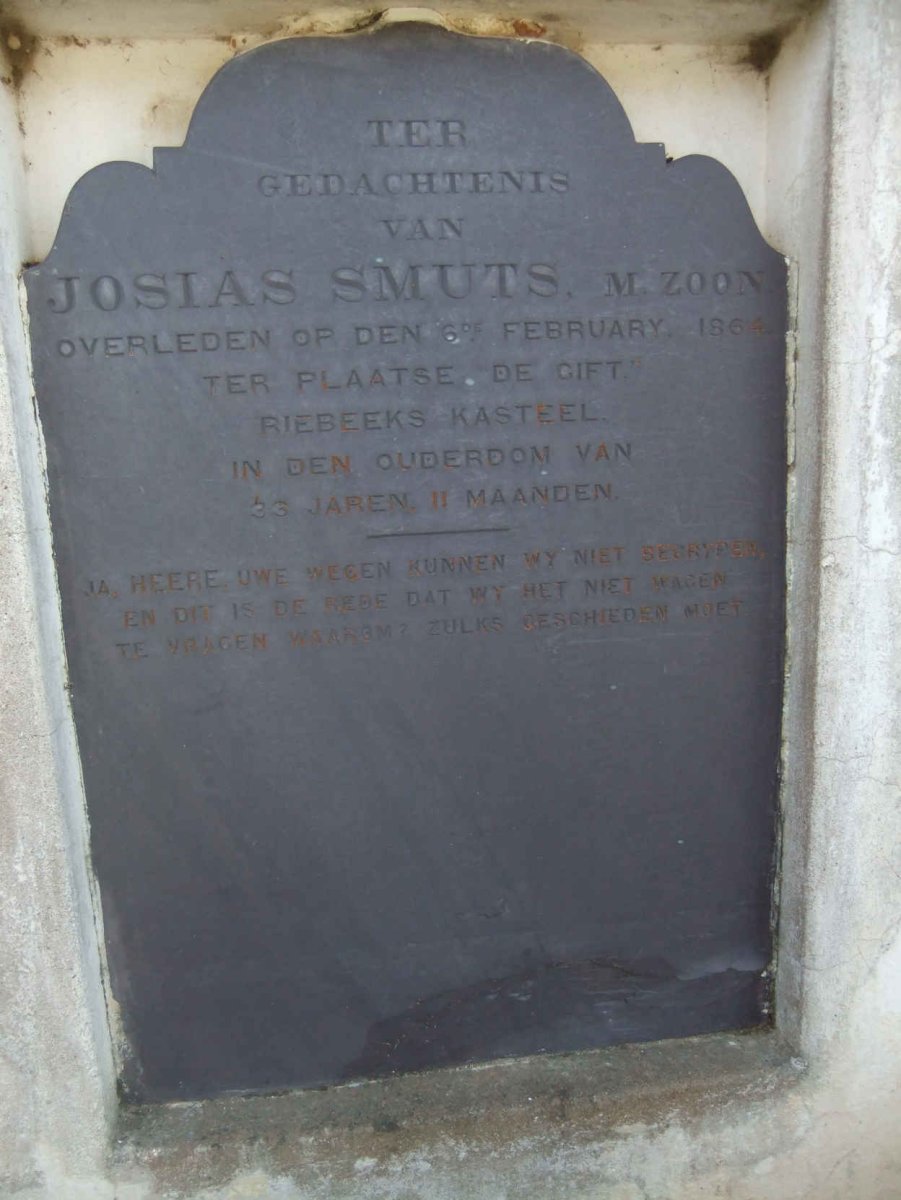 TER
GEDACHTENIS
VAN
JOSIAS SMUTS, M. ZOON
OVERLEDEN OP DEN 6DE FEBRUARY. 1864.
TER PLAATSE "DE GIFT."
RIEBEEKS KASTEEL.
IN DEN OUDERDOM VAN
33 JAREN, 11 MAANDEN.
JA, HEERE, UWE WEGEN KUNNEN WY NIET BEGRYPEN,
EN DIT IS DE REDE DAT WY HET NIET WAGEN
TE VRAGEN WAAROM? ZULKS GESCHIEDEN MOET.